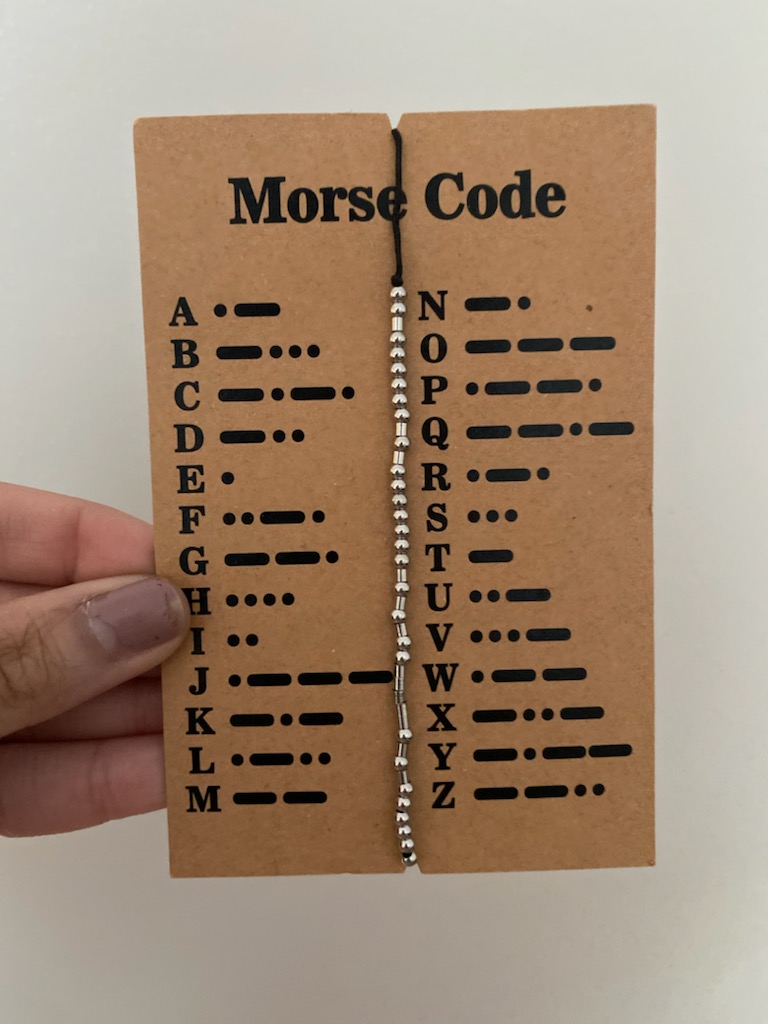 Morse Code
A •–
B –•••
C –•–•
D –••
E •
F ••–•
G ––•
H ••••
I ••
J •–––
K –•–
L •–••
M ––
N –•
O –––
P •––•
Q ––•–
R •–•
S •••
T –
U ••–
V •••–
W •––
X –••–
Y –•––
Z ––••